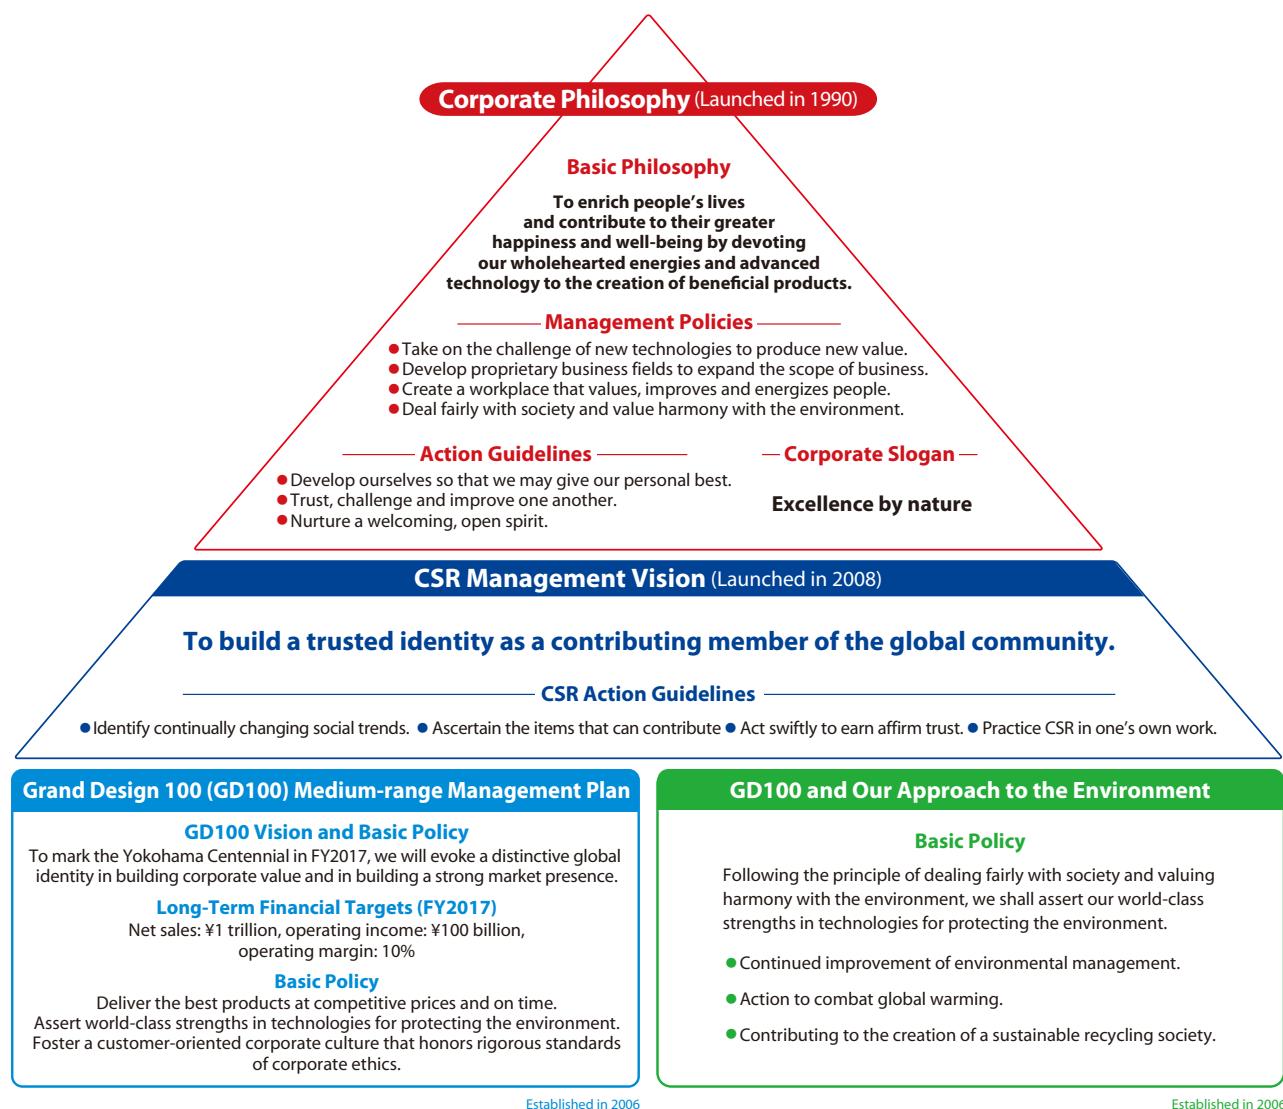 Corporate Philosophy (Launched in 1990)
Basic Philosophy
To enrich people's lives
and contribute to their greater
happiness and well-being by devoting
our wholehearted energies and advanced
technology to the creation of beneficial products.
Management Policies
●Take on the challenge of new technologies to produce new value.
●Develop proprietary business fields to expand the scope of business.
●Create a workplace that values, improves and energizes people.
●Deal fairly with society and value harmony with the environment.
Action Guidelines
●Develop ourselves so that we may give our personal best.
●Trust, challenge and improve one another.
●Nurture a welcoming, open spirit.
Corporate Slogan
Excellence by nature
CSR Management Vision (Launched in 2008)
To build a trusted identity as a contributing member of the global community.
CSR Action Guidelines
●Identify continually changing social trends. ●Ascertain the items that can contribute ●Act swiftly to earn affirm trust. ●Practice CSR in one's own work.
Grand Design 100 (GD100) Medium-range Management Plan
GD100 Vision and Basic Policy
To mark the Yokohama Centennial in FY2017, we will evoke a distinctive global
identity in building corporate value and in building a strong market presence.
Long-Term Financial Targets (FY2017)
Net sales: ¥1 trillion, operating income: ¥100 billion,
operating margin: 10%
Basic Policy
Deliver the best products at competitive prices and on time.
Assert world-class strengths in technologies for protecting the environment.
Foster a customer-oriented corporate culture that honors rigorous standards
of corporate ethics.
Established in 2006
GD100 and Our Approach to the Environment
Basic Policy
Following the principle of dealing fairly with society and valuing
harmony with the environment, we shall assert our world-class
strengths in technologies for protecting the environment.
●Continued improvement of environmental management.
●Action to combat global warming.
●Contributing to the creation of a sustainable recycling society.
Established in 2006